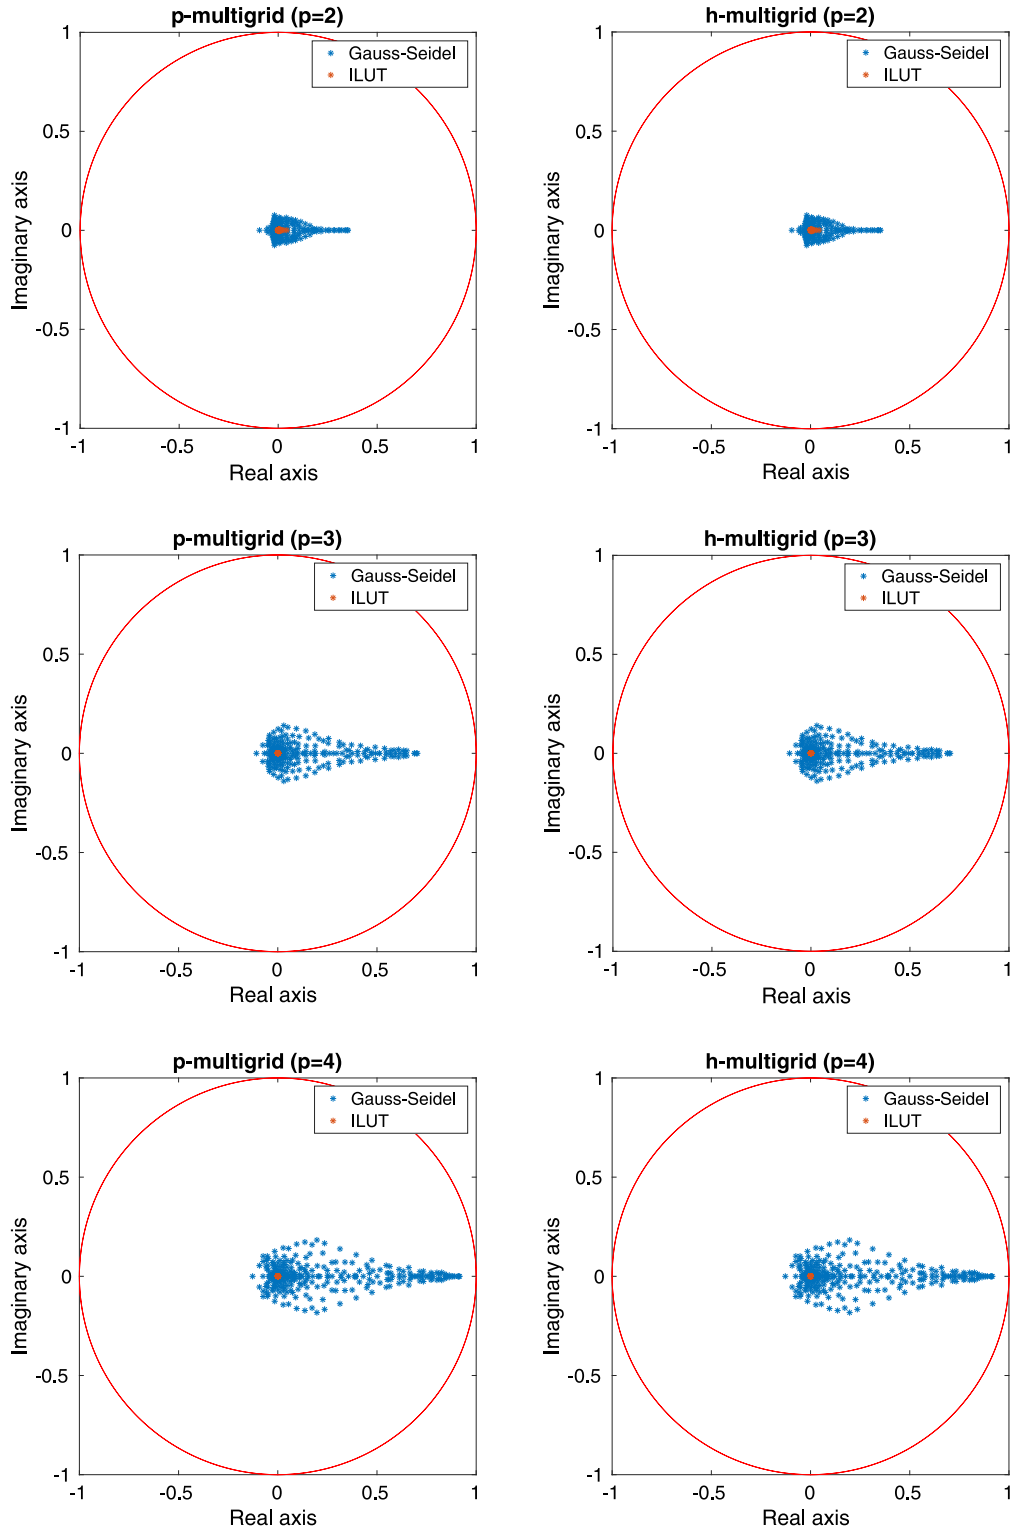 p-multigrid (p=2)
Gauss-Seidel
ILUT
1
0.5
0
-0.5
-1
Imaginary axis
-1
-0.5
0
0.5
1
Real axis
h-multigrid (p=2)
Gauss-Seidel
ILUT
1
0.5
0
-0.5
-1
Imaginary axis
-1
-0.5
0
0.5
1
Real axis
p-multigrid (p=3)
Gauss-Seidel
ILUT
1
0.5
0
-0.5
-1
Imaginary axis
-1
-0.5
0
0.5
1
Real axis
h-multigrid (p=3)
Gauss-Seidel
ILUT
1
0.5
0
-0.5
-1
Imaginary axis
-1
-0.5
0
0.5
1
Real axis
p-multigrid (p=4)
Gauss-Seidel
ILUT
1
0.5
0
-0.5
-1
Imaginary axis
-1
-0.5
0
0.5
1
Real axis
h-multigrid (p=4)
Gauss-Seidel
ILUT
1
0.5
0
-0.5
-1
Imaginary axis
-1
-0.5
0
0.5
1
Real axis